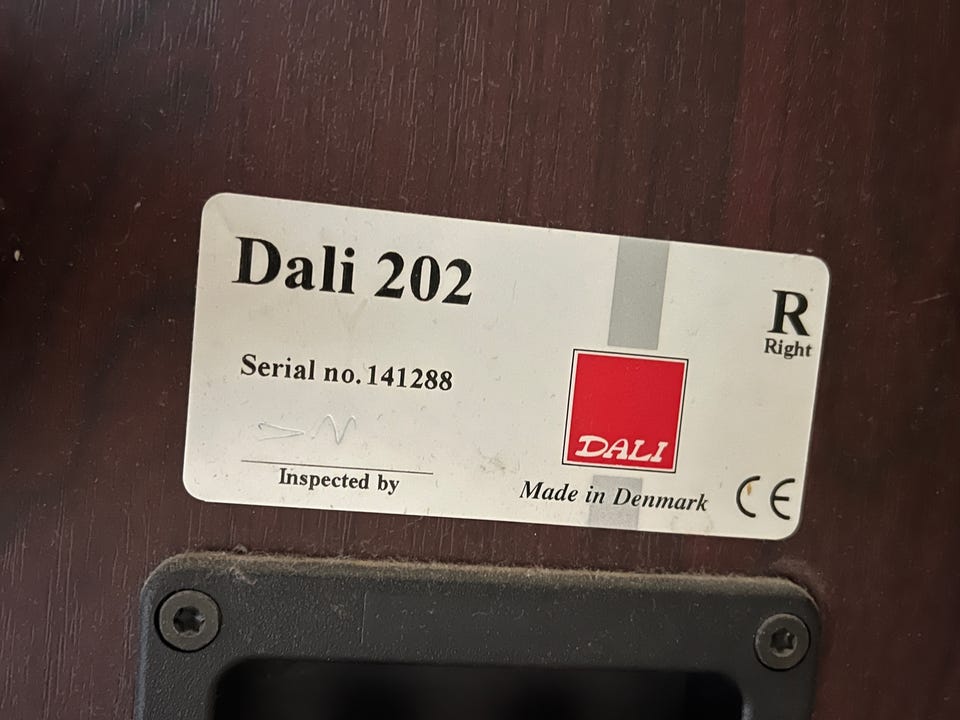 Dali 202
R
Right
Serial no. 141288
DALI
Inspected by
Made in Denmark
CE